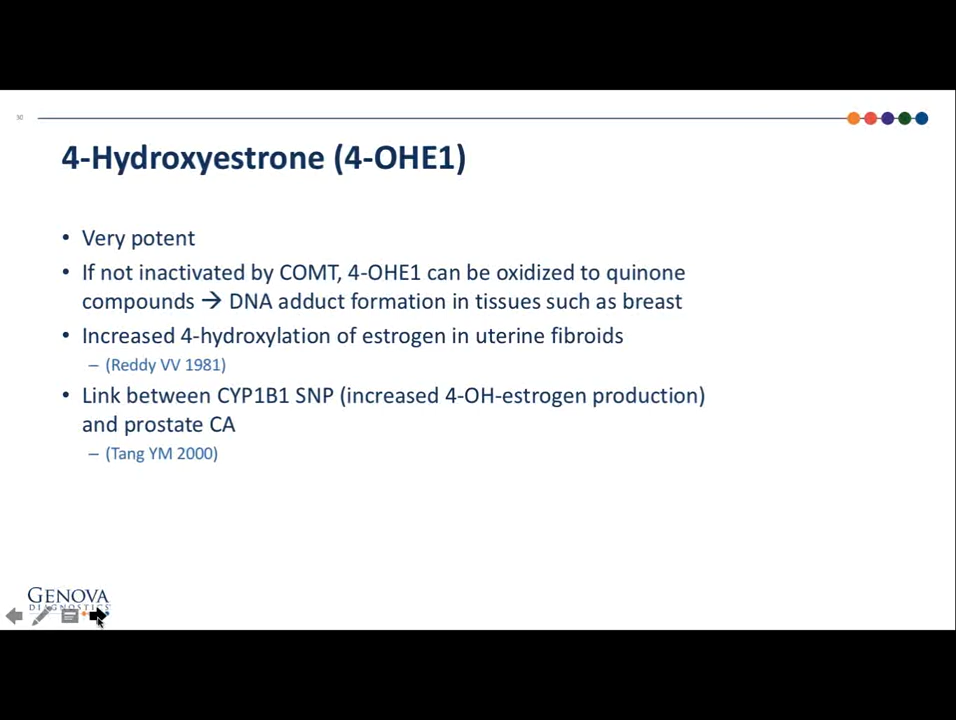 30
4-Hydroxyestrone (4-OHE1)
• Very potent
• If not inactivated by COMT, 4-OHE1 can be oxidized to quinone
compounds → DNA adduct formation in tissues such as breast
• Increased 4-hydroxylation of estrogen in uterine fibroids
– (Reddy VV 1981)
• Link between CYP1B1 SNP (increased 4-OH-estrogen production)
and prostate CA
– (Tang YM 2000)
GENOVA
DIAGNOSTICS